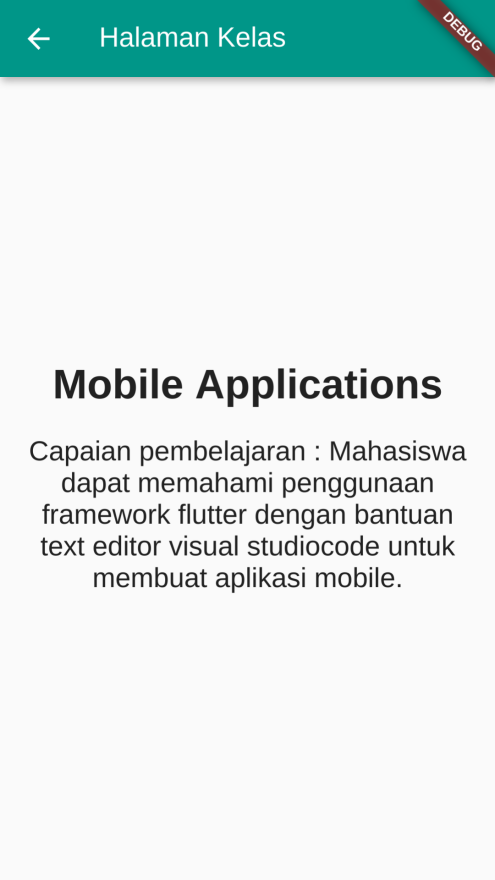 Halaman Kelas
DEBUG
Mobile Applications
Capaian pembelajaran : Mahasiswa
dapat memahami penggunaan
framework flutter dengan bantuan
text editor visual studiocode untuk
membuat aplikasi mobile.